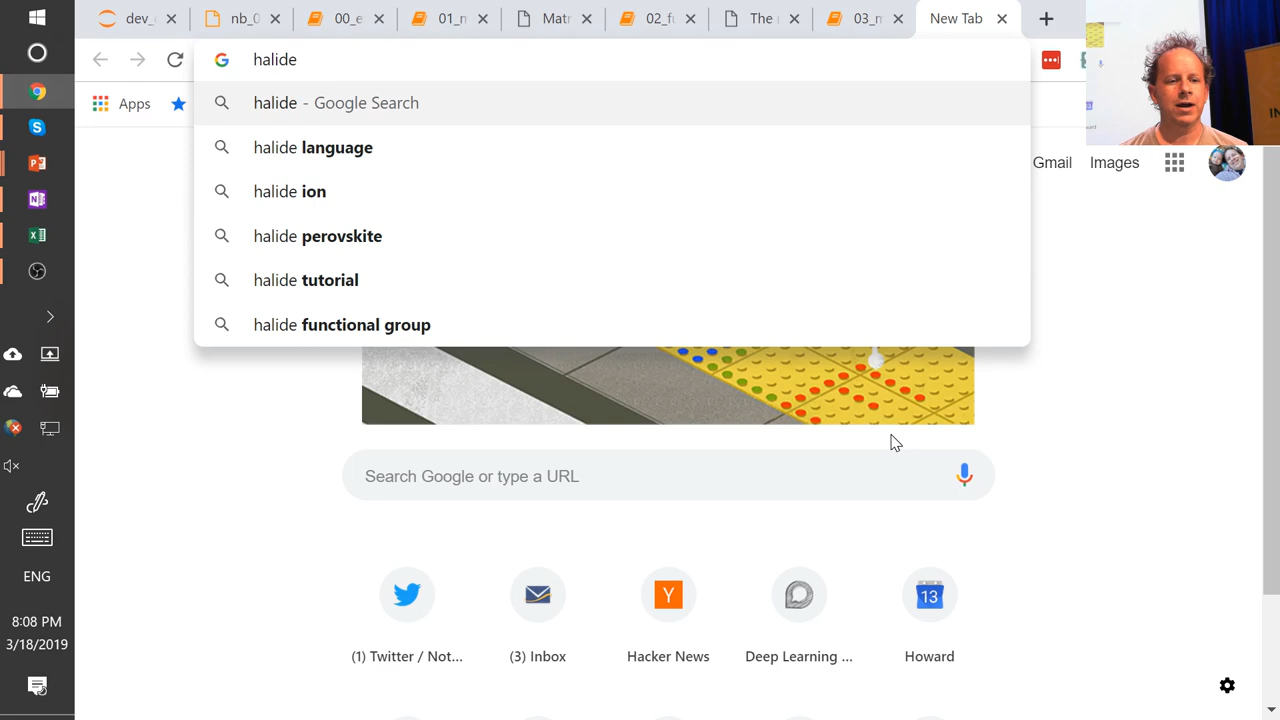 dev_
nb_0
00_e
01_n
Matr
02_fu
The
03_n
New Tab
halide
halide - Google Search
halide language
halide ion
halide perovskite
halide tutorial
halide functional group
Apps
Gmail
Images
Search Google or type a URL
Y
13
(1) Twitter / Not...
(3) Inbox
Hacker News
Deep Learning ...
Howard
ENG
8:08 PM
3/18/2019
IN